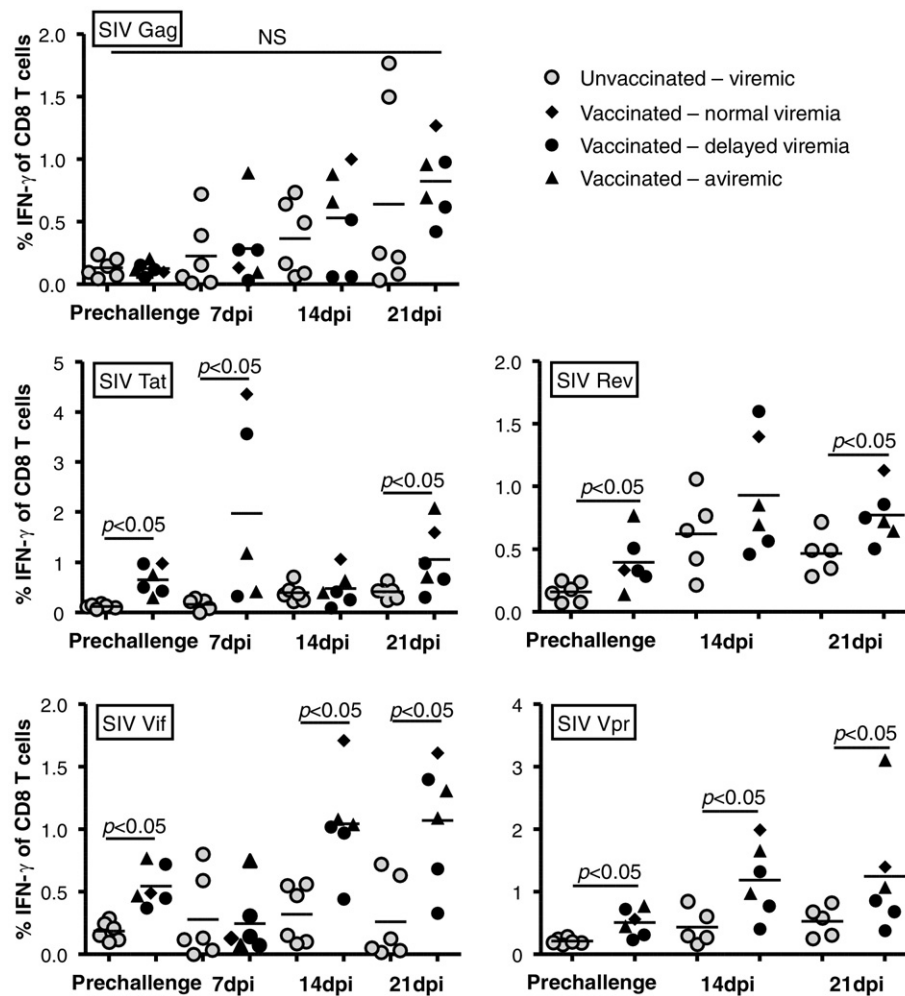 SIV Gag
NS
% IFN-γ of CD8 T cells
2.0
1.5
1.0
0.5
0.0
Prechallenge 7dpi 14dpi 21dpi
Unvaccinated – viremic
Vaccinated – normal viremia
Vaccinated – delayed viremia
Vaccinated – aviremic
SIV Tat
% IFN-γ of CD8 T cells
5
4
3
2
1
0
p<0.05
p<0.05
p<0.05
Prechallenge 7dpi 14dpi 21dpi
SIV Rev
2.0
1.5
1.0
0.5
0.0
p<0.05
p<0.05
Prechallenge 14dpi 21dpi
SIV Vif
% IFN-γ of CD8 T cells
2.0
1.5
1.0
0.5
0.0
p<0.05
p<0.05
p<0.05
Prechallenge 7dpi 14dpi 21dpi
SIV Vpr
4
3
2
1
0
p<0.05
p<0.05
p<0.05
Prechallenge 14dpi 21dpi